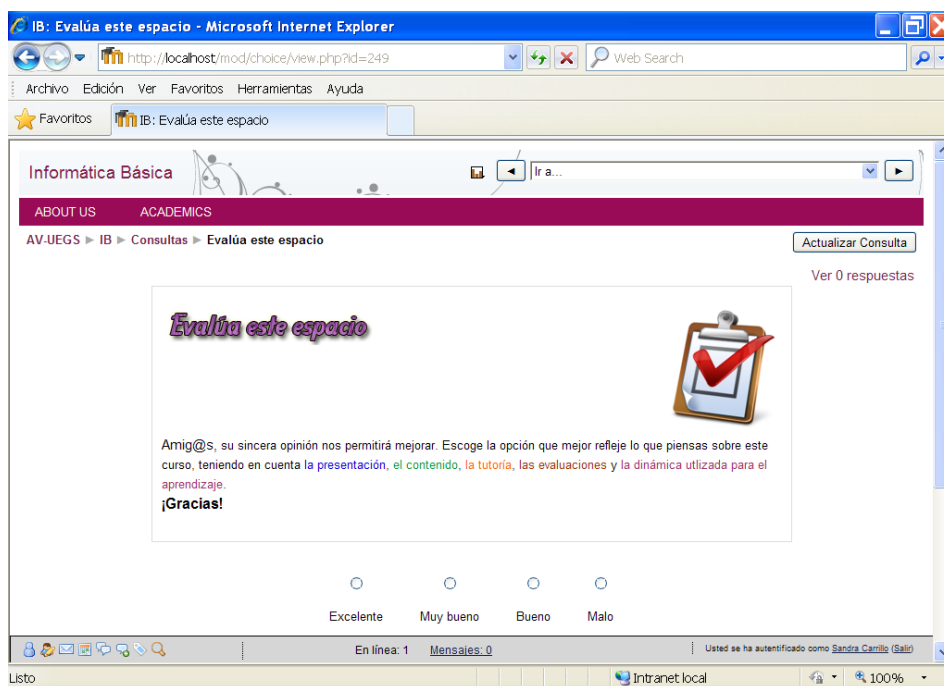 IB: Evalúa este espacio - Microsoft Internet Explorer
http://localhost/mod/choice/view.php?id=249
Web Search
Archivo Edición Ver Favoritos Herramientas Ayuda
Favoritos IB: Evalúa este espacio
Informática Básica
Ir a...
ABOUT US ACADEMICS
AV-UEGS ► IB ► Consultas ► Evalúa este espacio
Actualizar Consulta
Ver 0 respuestas
Evalúa este espacio
Amig@s, su sincera opinión nos permitirá mejorar. Escoge la opción que mejor refleje lo que piensas sobre este
curso, teniendo en cuenta la presentación, el contenido, la tutoría, las evaluaciones y la dinámica utlizada para el
aprendizaje.
¡Gracias!
Excelente Muy bueno Bueno Malo
En línea: 1 Mensajes: 0 Usted se ha autentificado como Sandra Carrillo (Salir)
Listo Intranet local 100%